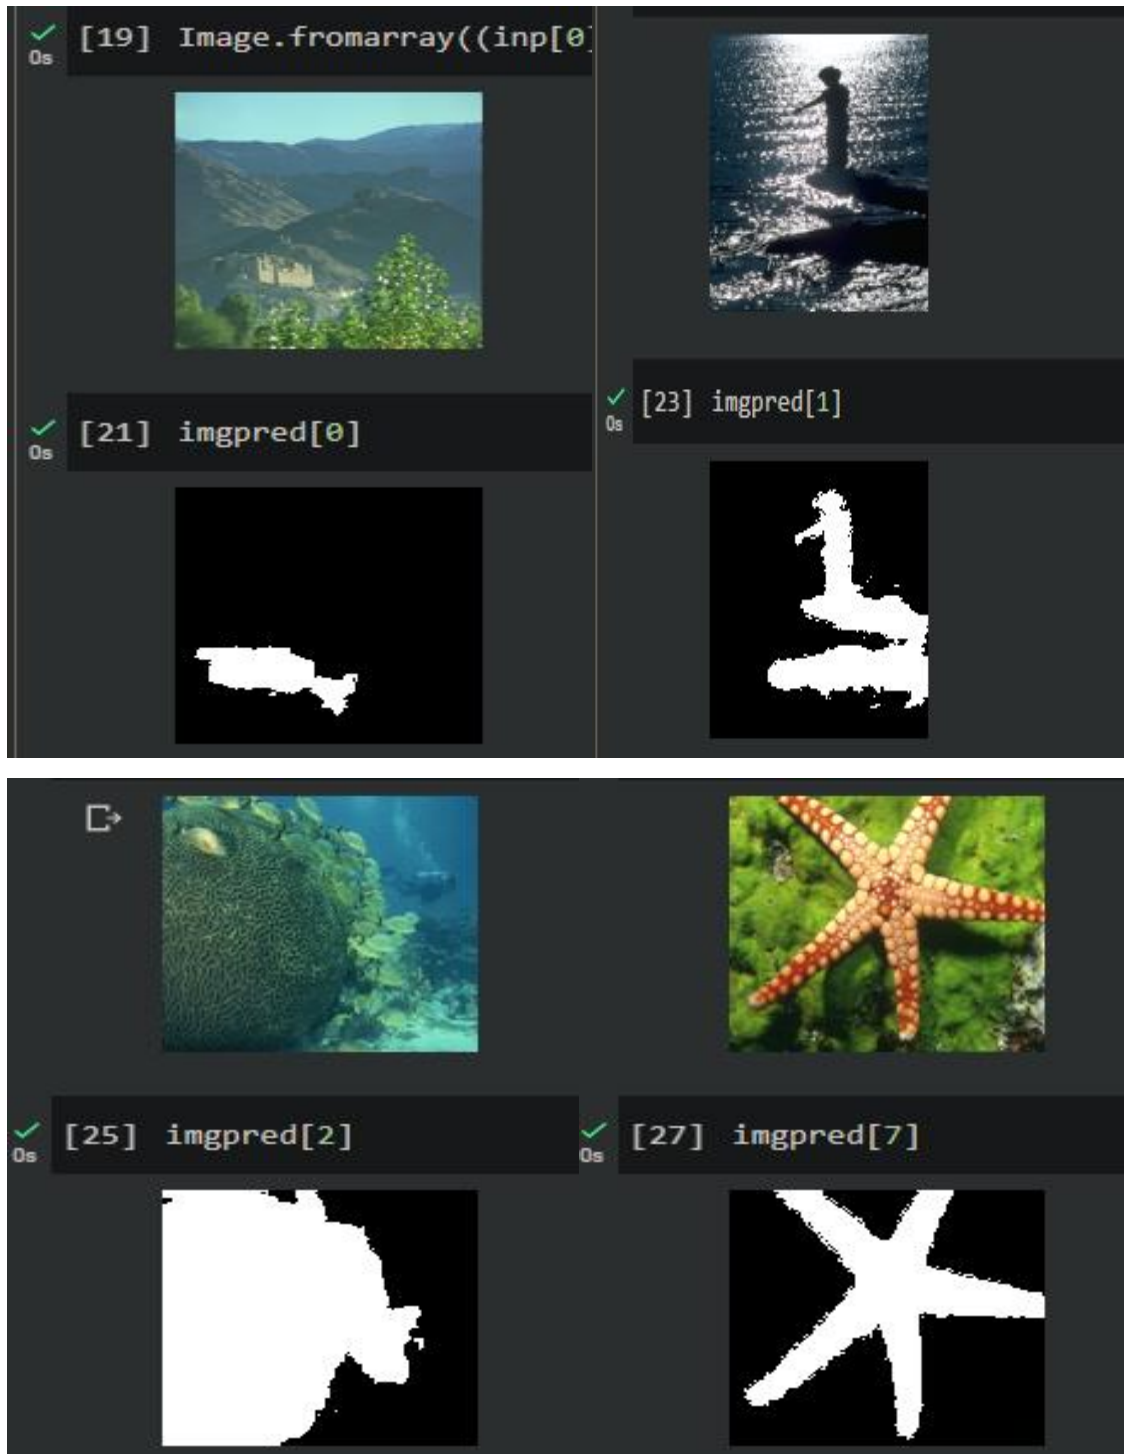 [19] Image.fromarray((inp[0]
0s
[21] imgpred[0]
0s
[23] imgpred[1]
0s
[25] imgpred[2]
0s
[27] imgpred[7]
0s